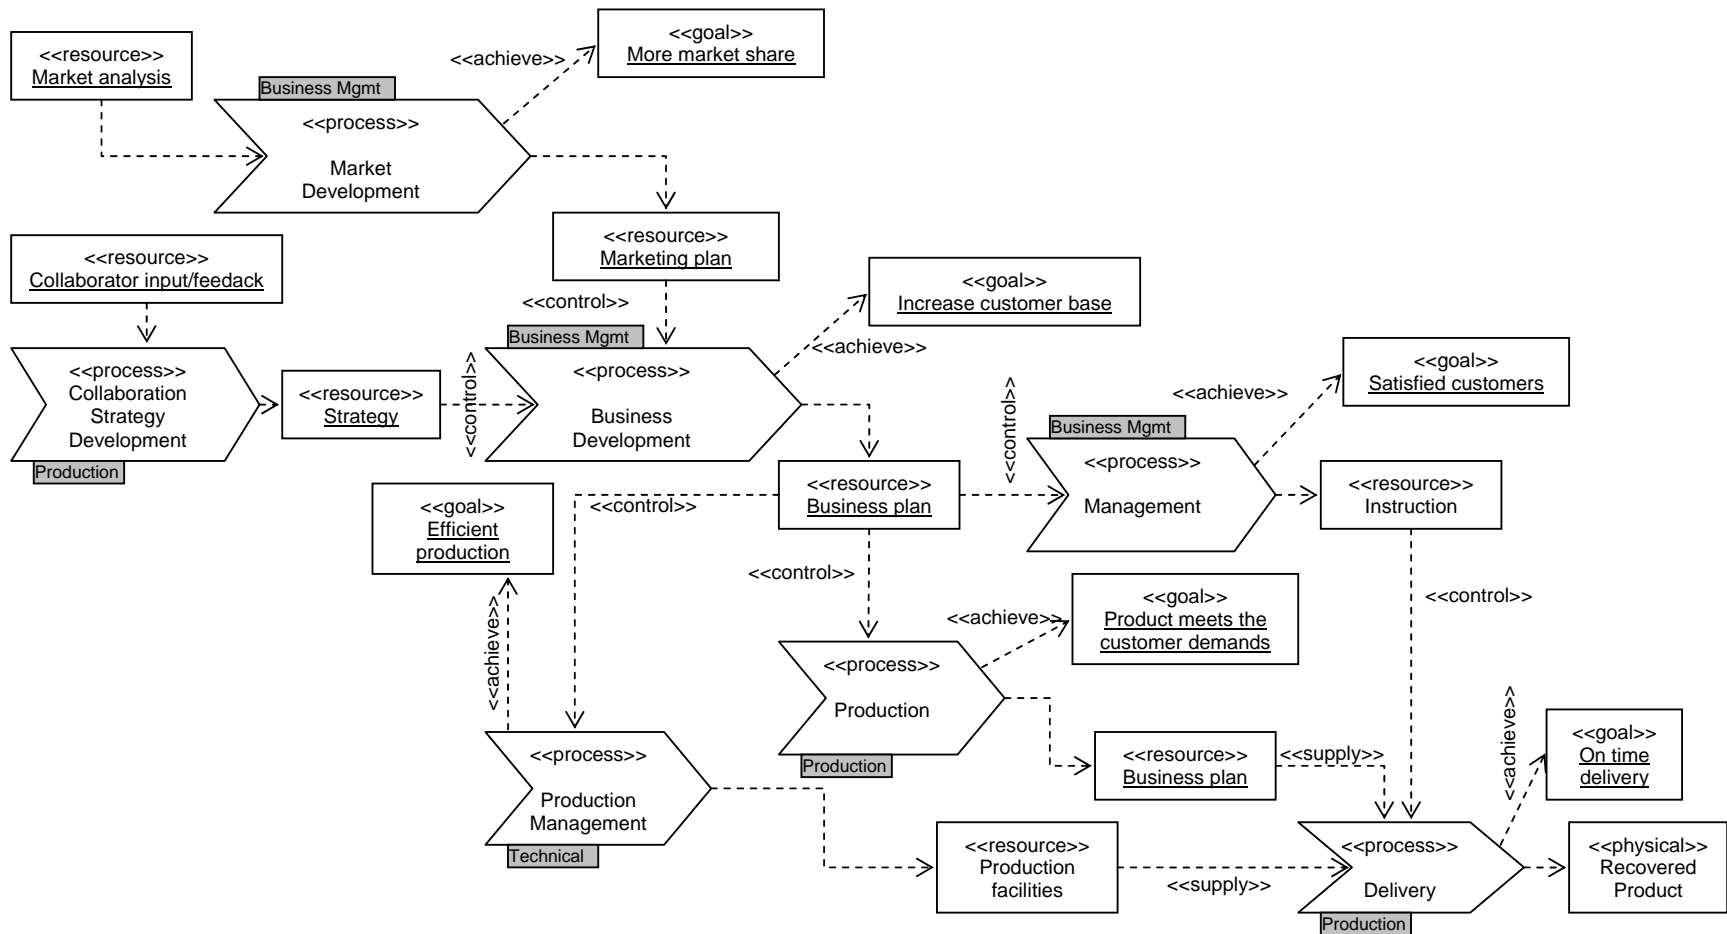 <<resource>>
Market analysis
<<achieve>>
<<goal>>
More market share
Business Mgmt
<<process>>
Market
Development
<<resource>>
Collaborator input/feedack
<<resource>>
Marketing plan
<<control>>
<<goal>>
Increase customer base
<<achieve>>
Business Mgmt
<<process>>
Business
Development
<<process>>
Collaboration
Strategy
Development
Production
<<resource>>
Strategy
<<control>>
<<goal>>
Satisfied customers
<<achieve>>
<<control>>
Business Mgmt
<<process>>
Management
<<resource>>
Instruction
<<resource>>
Business plan
<<control>>
<<goal>>
Efficient
production
<<achieve>>
<<control>>
<<control>>
<<achieve>>
<<goal>>
Product meets the
customer demands
<<process>>
Production
Production
<<process>>
Production
Management
Technical
<<resource>>
Business plan
<<supply>>
<<achieve>>
<<goal>>
On time
delivery
<<resource>>
Production
facilities
<<supply>>
<<process>>
Delivery
Production
<<physical>>
Recovered
Product